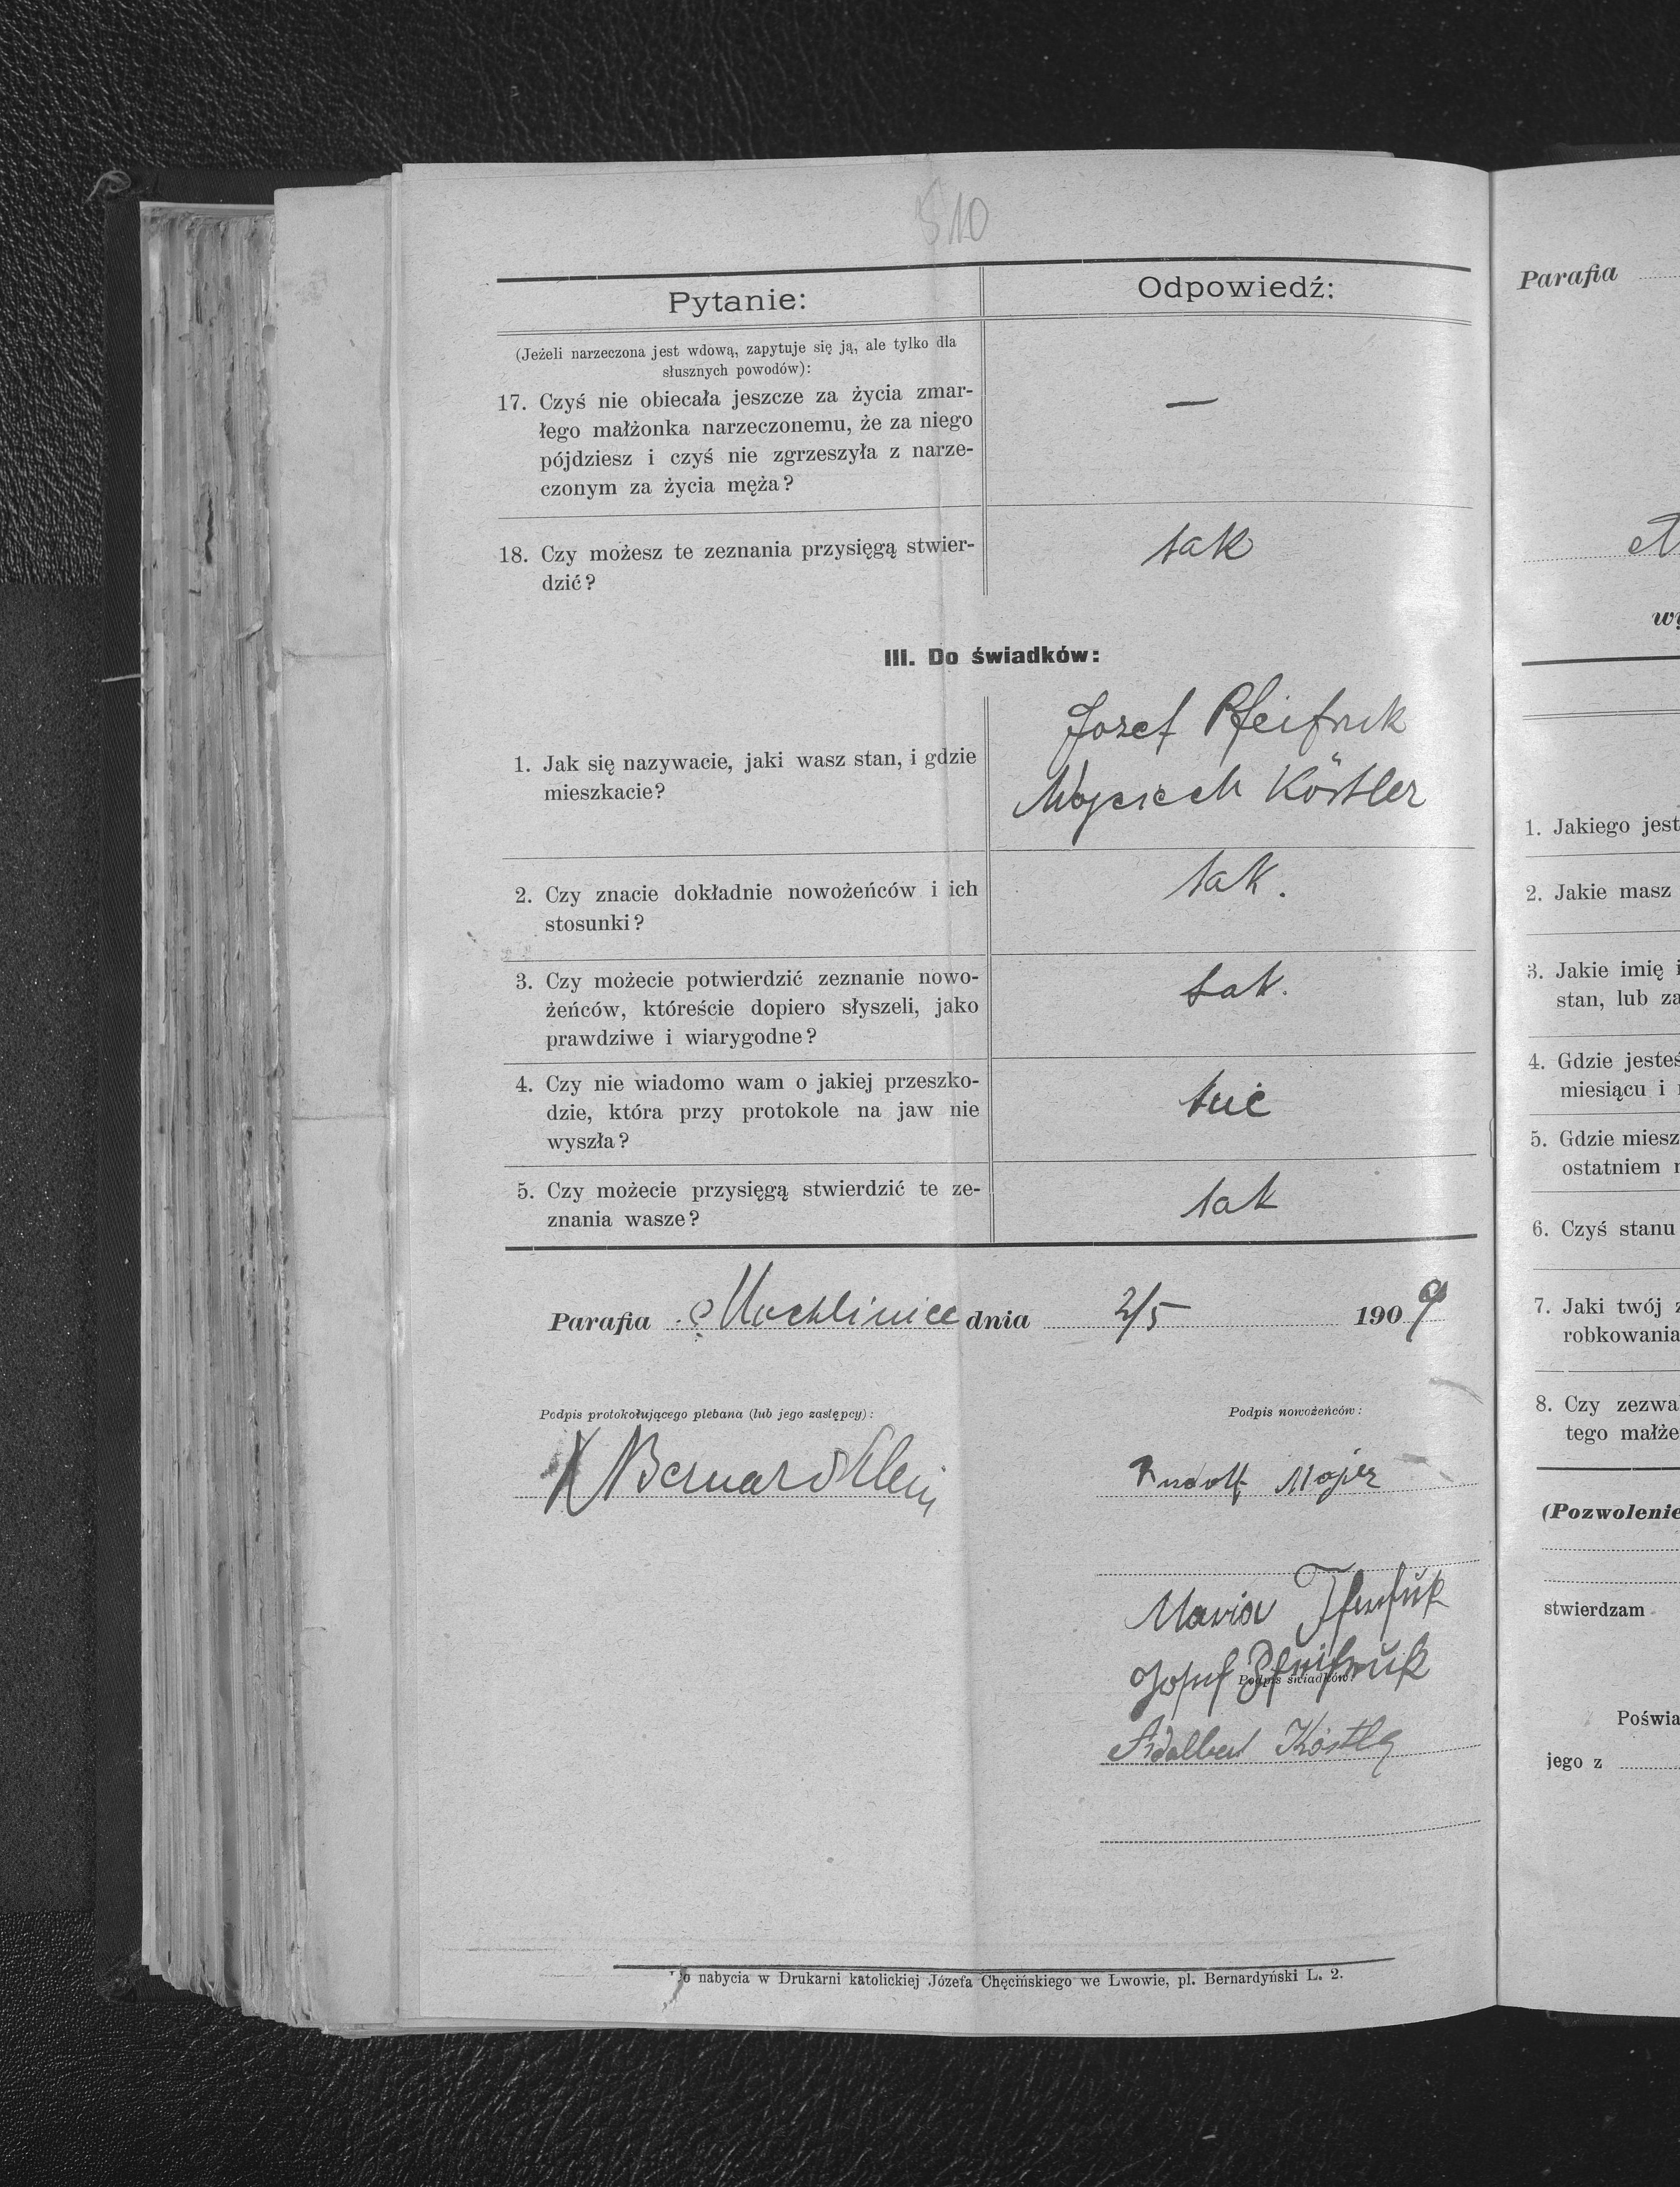 510
Pytanie:
Odpowiedź:
(Jeżeli narzeczona jest wdową, zapytuje się ją, ale tylko dla
słusznych powodów):
17. Czyś nie obiecała jeszcze za życia zmar-
łego małżonka narzeczonemu, że za niego
pójdziesz i czyś nie zgrzeszyła z narze-
czonym za życia męża?
—
18. Czy możesz te zeznania przysięgą stwier-
dzić?
tak
III. Do świadków:
1. Jak się nazywacie, jaki wasz stan, i gdzie
mieszkacie?
Jozef Pfeifruk
Wojciech Köstler
2. Czy znacie dokładnie nowożeńców i ich
stosunki?
tak.
3. Czy możecie potwierdzić zeznanie nowo-
żeńców, któreście dopiero słyszeli, jako
prawdziwe i wiarygodne?
tak.
4. Czy nie wiadomo wam o jakiej przeszko-
dzie, która przy protokole na jaw nie
wyszła?
nie
5. Czy możecie przysięgą stwierdzić te ze-
znania wasze?
tak
Parafia dnia 2/5 1909
Podpis protokołującego plebana (lub jego zastępcy):
Podpis nowożeńców:
X Bernard Klein
Rudolf Majer
Maria
Josef
Podpis świadków:
Adalbert Köstler
Do nabycia w Drukarni katolickiej Józefa Chęcińskiego we Lwowie, pl. Bernardyński L. 2.
Parafia
1. Jakiego jest
2. Jakie masz
3. Jakie imię i
stan, lub za
4. Gdzie jesteś
miesiącu i
5. Gdzie miesz
ostatniem
6. Czyś stanu
7. Jaki twój z
robkowania
8. Czy zezwa
tego małże
(Pozwolenie
stwierdzam
Poświa
jego z